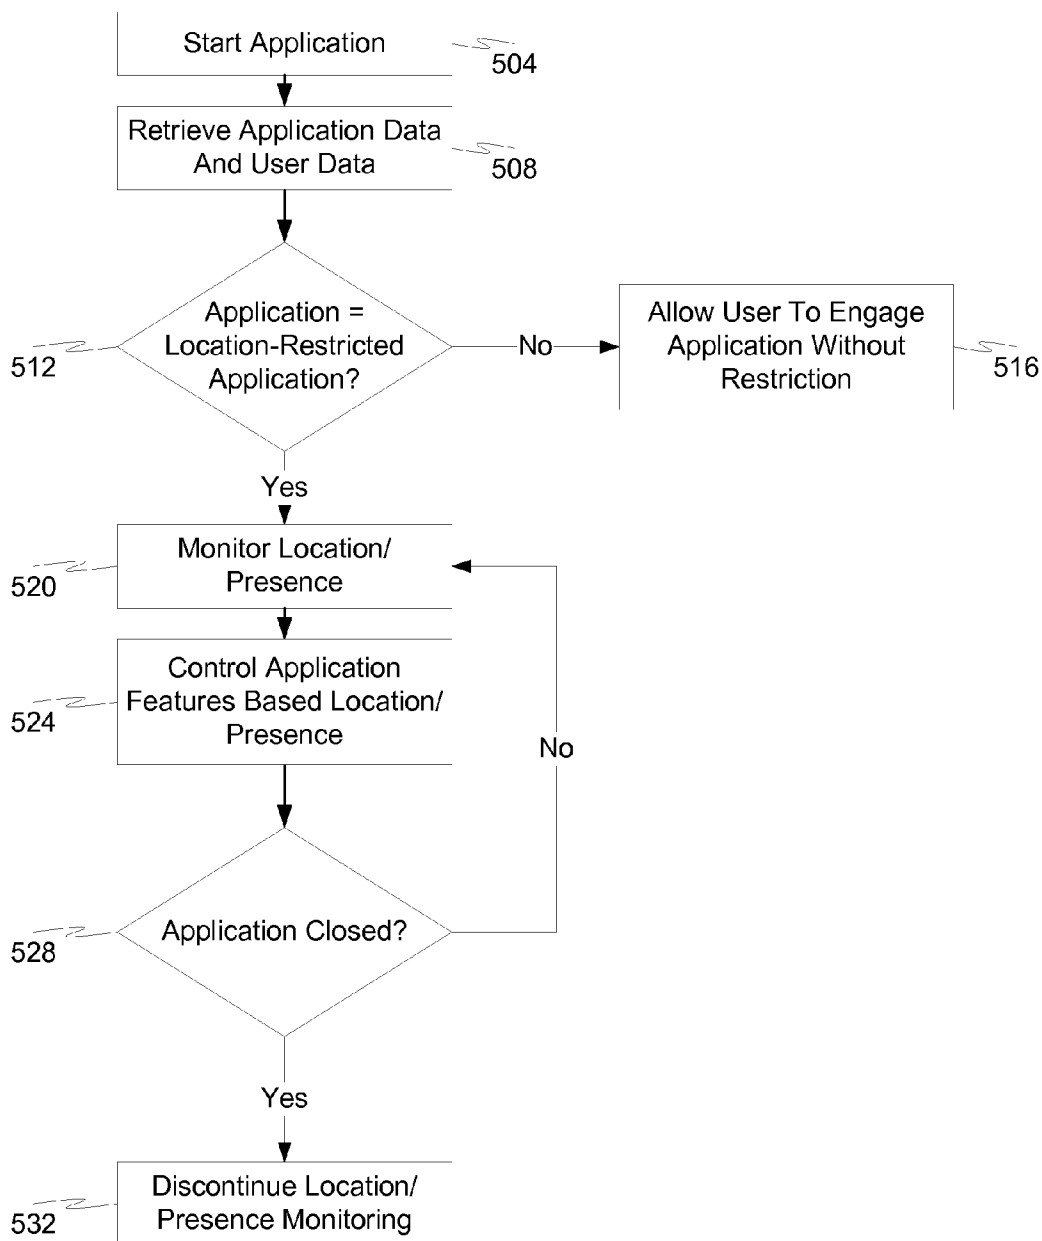 Start Application
504
Retrieve Application Data
And User Data
508
Application =
Location-Restricted
Application?
512
No
Allow User To Engage
Application Without
Restriction
516
Yes
Monitor Location/
Presence
520
Control Application
Features Based Location/
Presence
524
No
Application Closed?
528
Yes
Discontinue Location/
Presence Monitoring
532